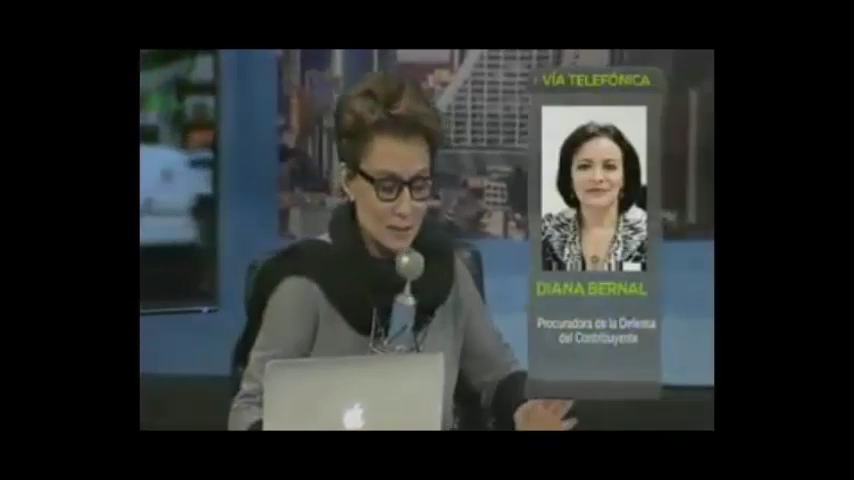 VÍA TELEFÓNICA
DIANA BERNAL
Procuradora de la Defensa
del Contribuyente